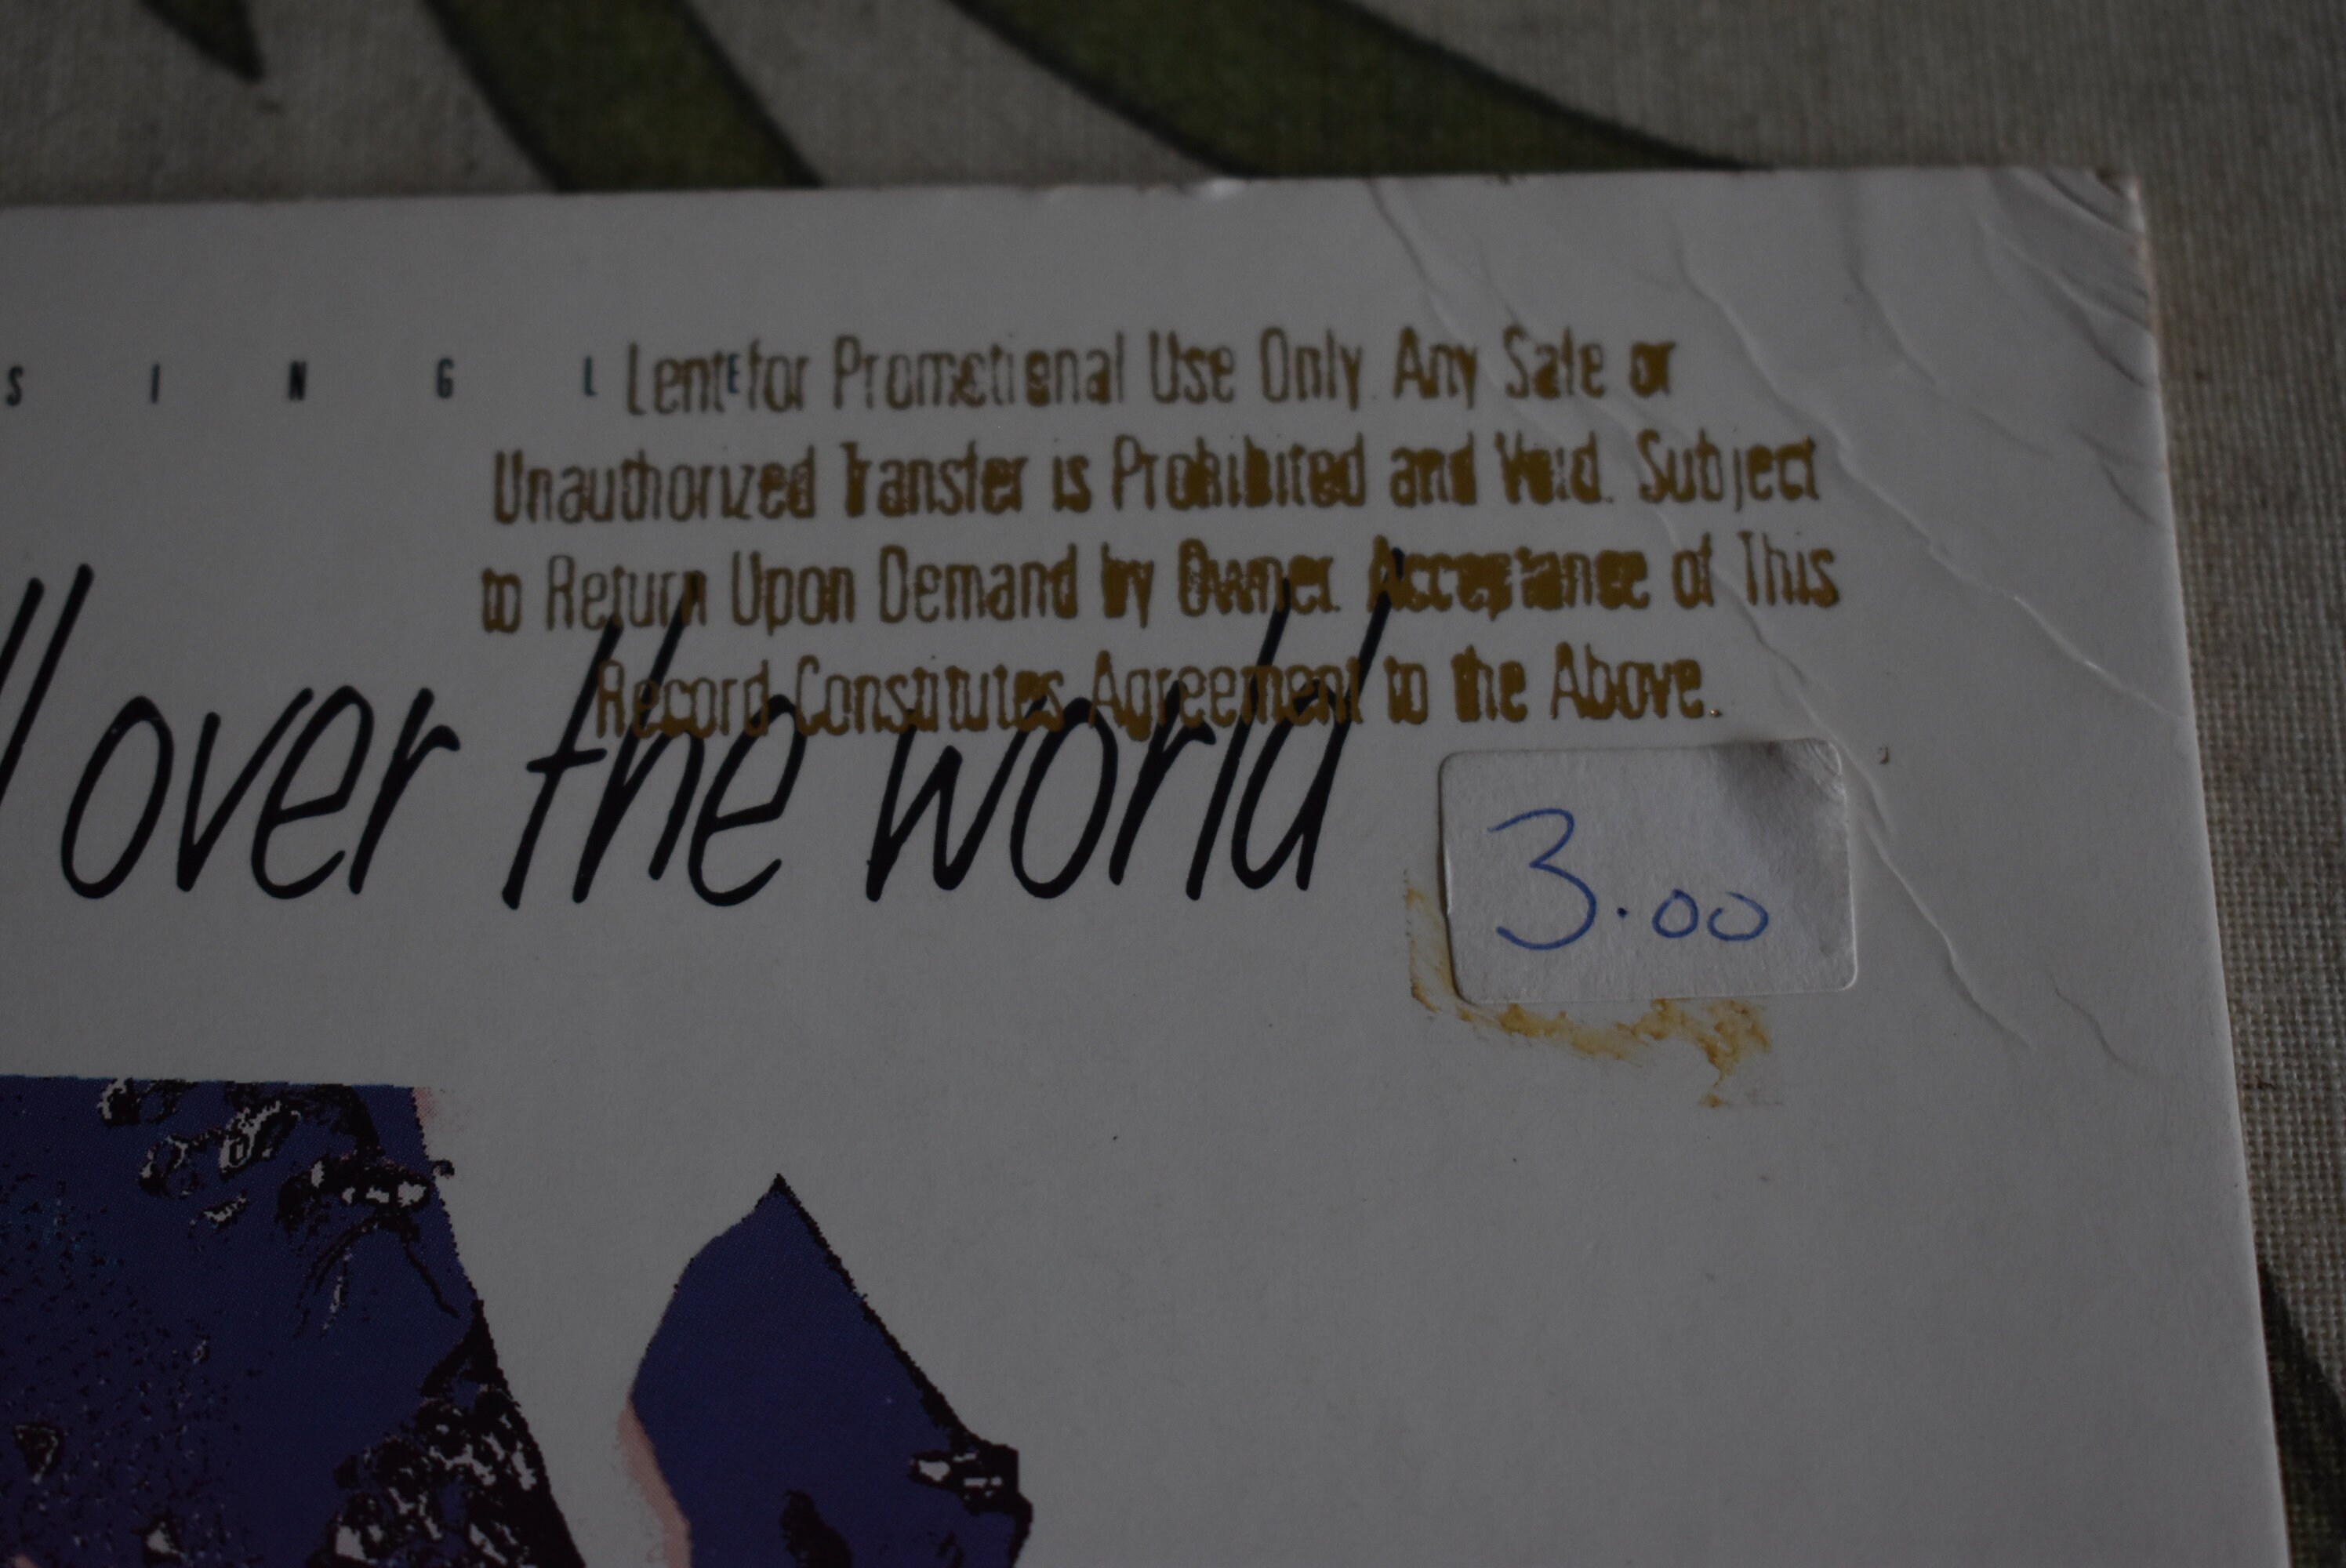 S I N G L E
Lent for Promotional Use Only. Any Sale or
Unauthorized Transfer is Prohibited and Void. Subject
to Return Upon Demand by Owner. Acceptance of This
Record Constitutes Agreement to the Above.
ll over the world
3.00